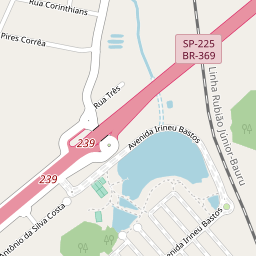 Rua Corinthians
Pires Corrêa
SP-225
BR-369
Rua Três
Linha Rubião Júnior-Bauru
Avenida Irineu Bastos
239
239
Antônio da Silva Costa
Avenida Irineu Bastos